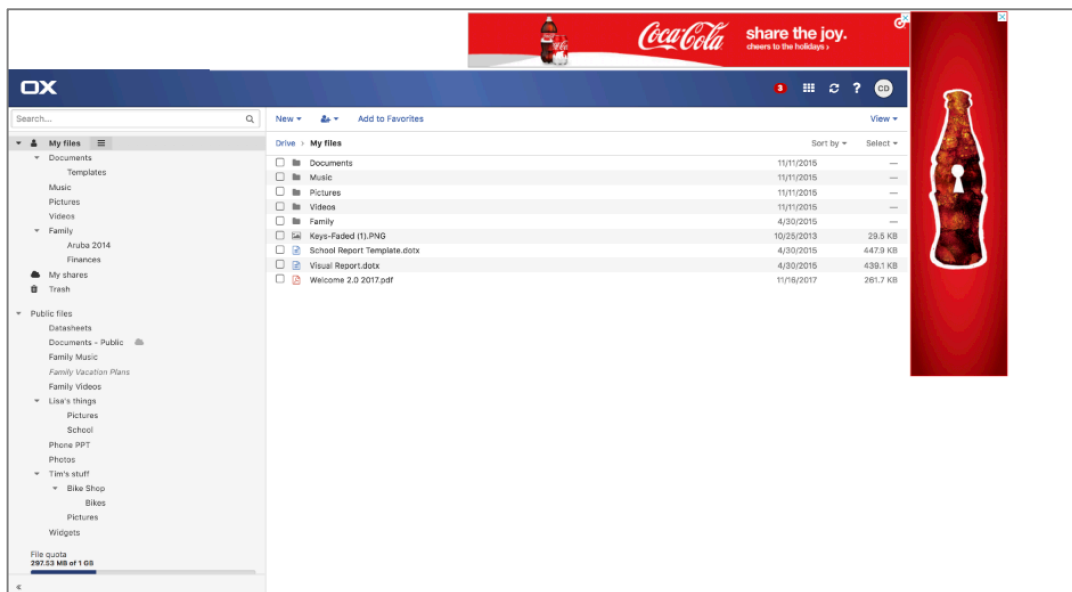 Coca-Cola share the joy.
cheers to the holidays ›
OX 3 ? CD
Search...
New Add to Favorites View
My files
Documents
Templates
Music
Pictures
Videos
Family
Aruba 2014
Finances
My shares
Trash
Public files
Datasheets
Documents - Public
Family Music
Family Vacation Plans
Family Videos
Lisa's things
Pictures
School
Phone PPT
Photos
Tim's stuff
Bike Shop
Bikes
Pictures
Widgets
File quota
297.53 MB of 1 GB
«
Drive › My files Sort by Select
Documents 11/11/2015 —
Music 11/11/2015 —
Pictures 11/11/2015 —
Videos 11/11/2015 —
Family 4/30/2015 —
Keys-Faded (1).PNG 10/25/2013 29.5 KB
School Report Template.dotx 4/30/2015 447.9 KB
Visual Report.dotx 4/30/2015 439.1 KB
Welcome 2.0 2017.pdf 11/16/2017 261.7 KB